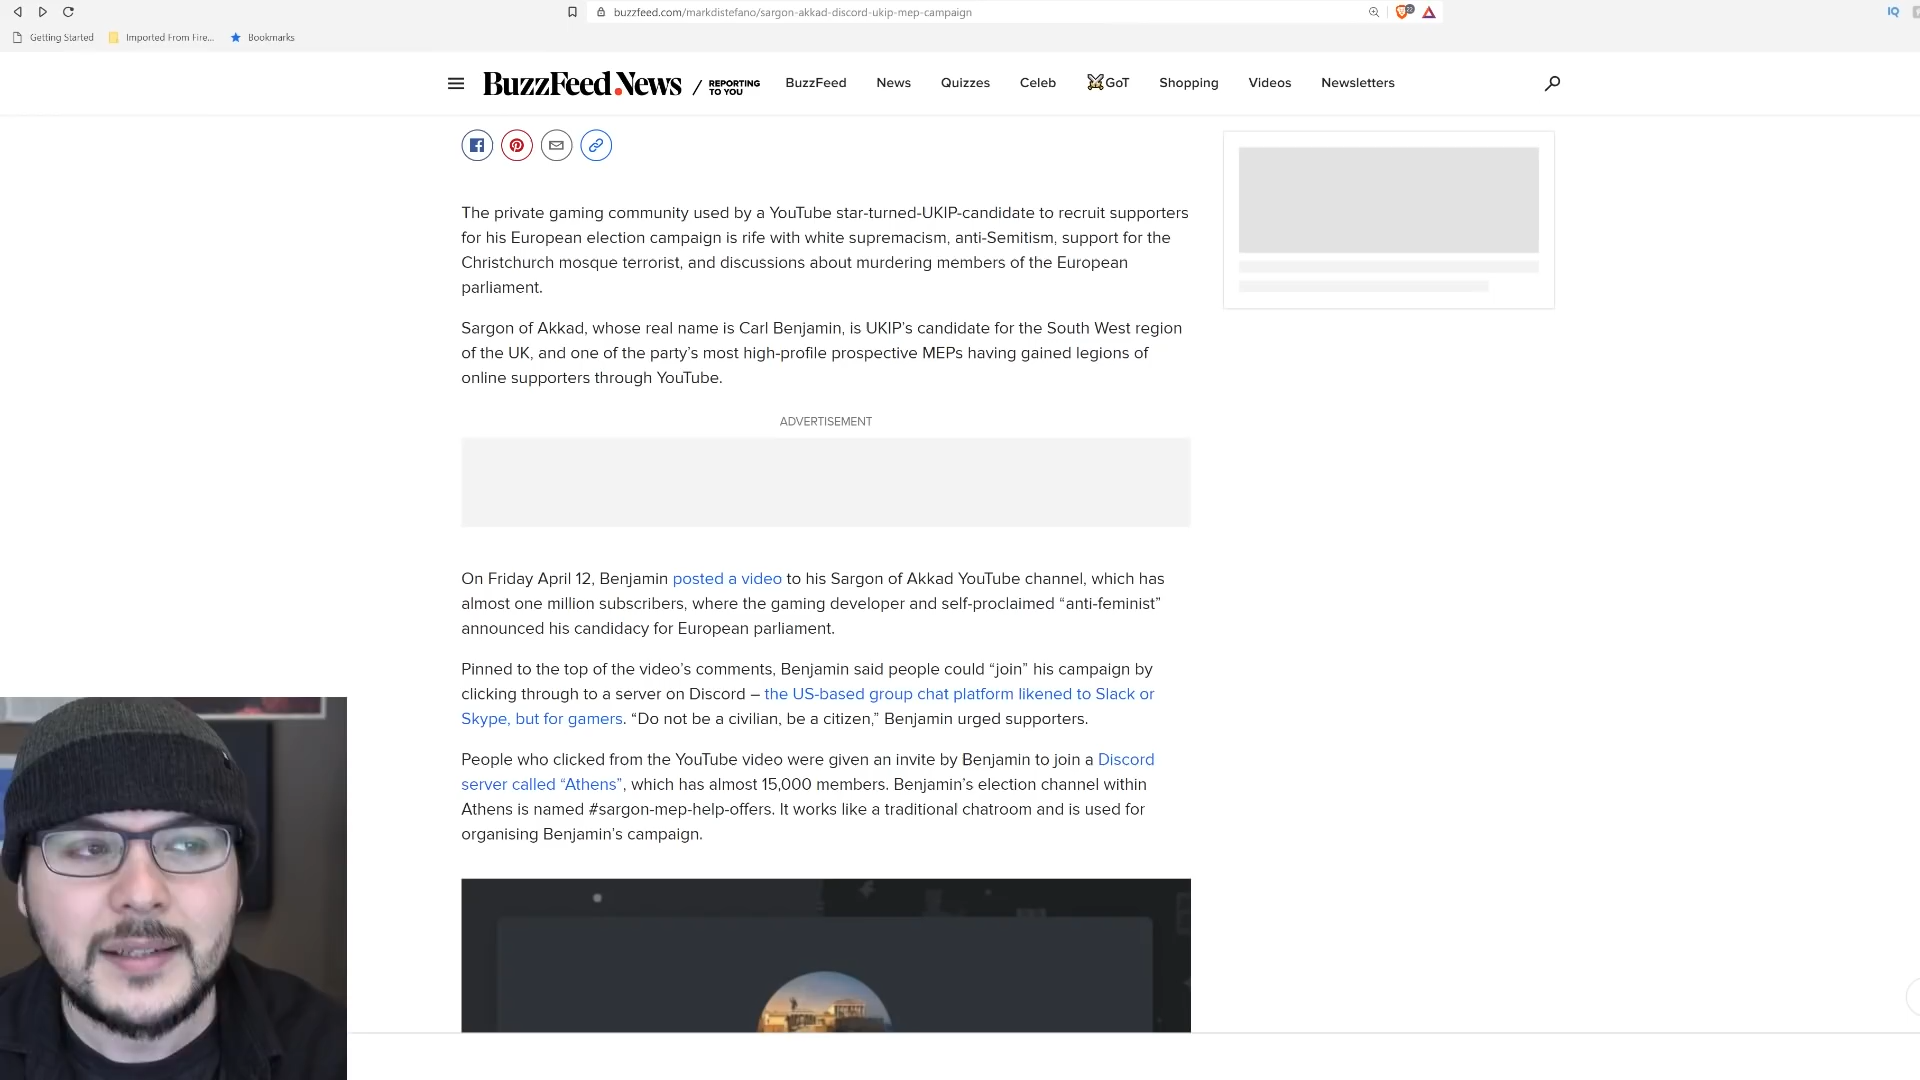 buzzfeed.com/markdistefano/sargon-akkad-discord-ukip-mep-campaign
IQ
Getting Started
Imported From Fire...
Bookmarks
BuzzFeed News / REPORTING TO YOU
BuzzFeed
News
Quizzes
Celeb
GoT
Shopping
Videos
Newsletters
The private gaming community used by a YouTube star-turned-UKIP-candidate to recruit supporters
for his European election campaign is rife with white supremacism, anti-Semitism, support for the
Christchurch mosque terrorist, and discussions about murdering members of the European
parliament.
Sargon of Akkad, whose real name is Carl Benjamin, is UKIP’s candidate for the South West region
of the UK, and one of the party’s most high-profile prospective MEPs having gained legions of
online supporters through YouTube.
ADVERTISEMENT
On Friday April 12, Benjamin posted a video to his Sargon of Akkad YouTube channel, which has
almost one million subscribers, where the gaming developer and self-proclaimed “anti-feminist”
announced his candidacy for European parliament.
Pinned to the top of the video’s comments, Benjamin said people could “join” his campaign by
clicking through to a server on Discord – the US-based group chat platform likened to Slack or
Skype, but for gamers. “Do not be a civilian, be a citizen,” Benjamin urged supporters.
People who clicked from the YouTube video were given an invite by Benjamin to join a Discord
server called “Athens”, which has almost 15,000 members. Benjamin’s election channel within
Athens is named #sargon-mep-help-offers. It works like a traditional chatroom and is used for
organising Benjamin’s campaign.